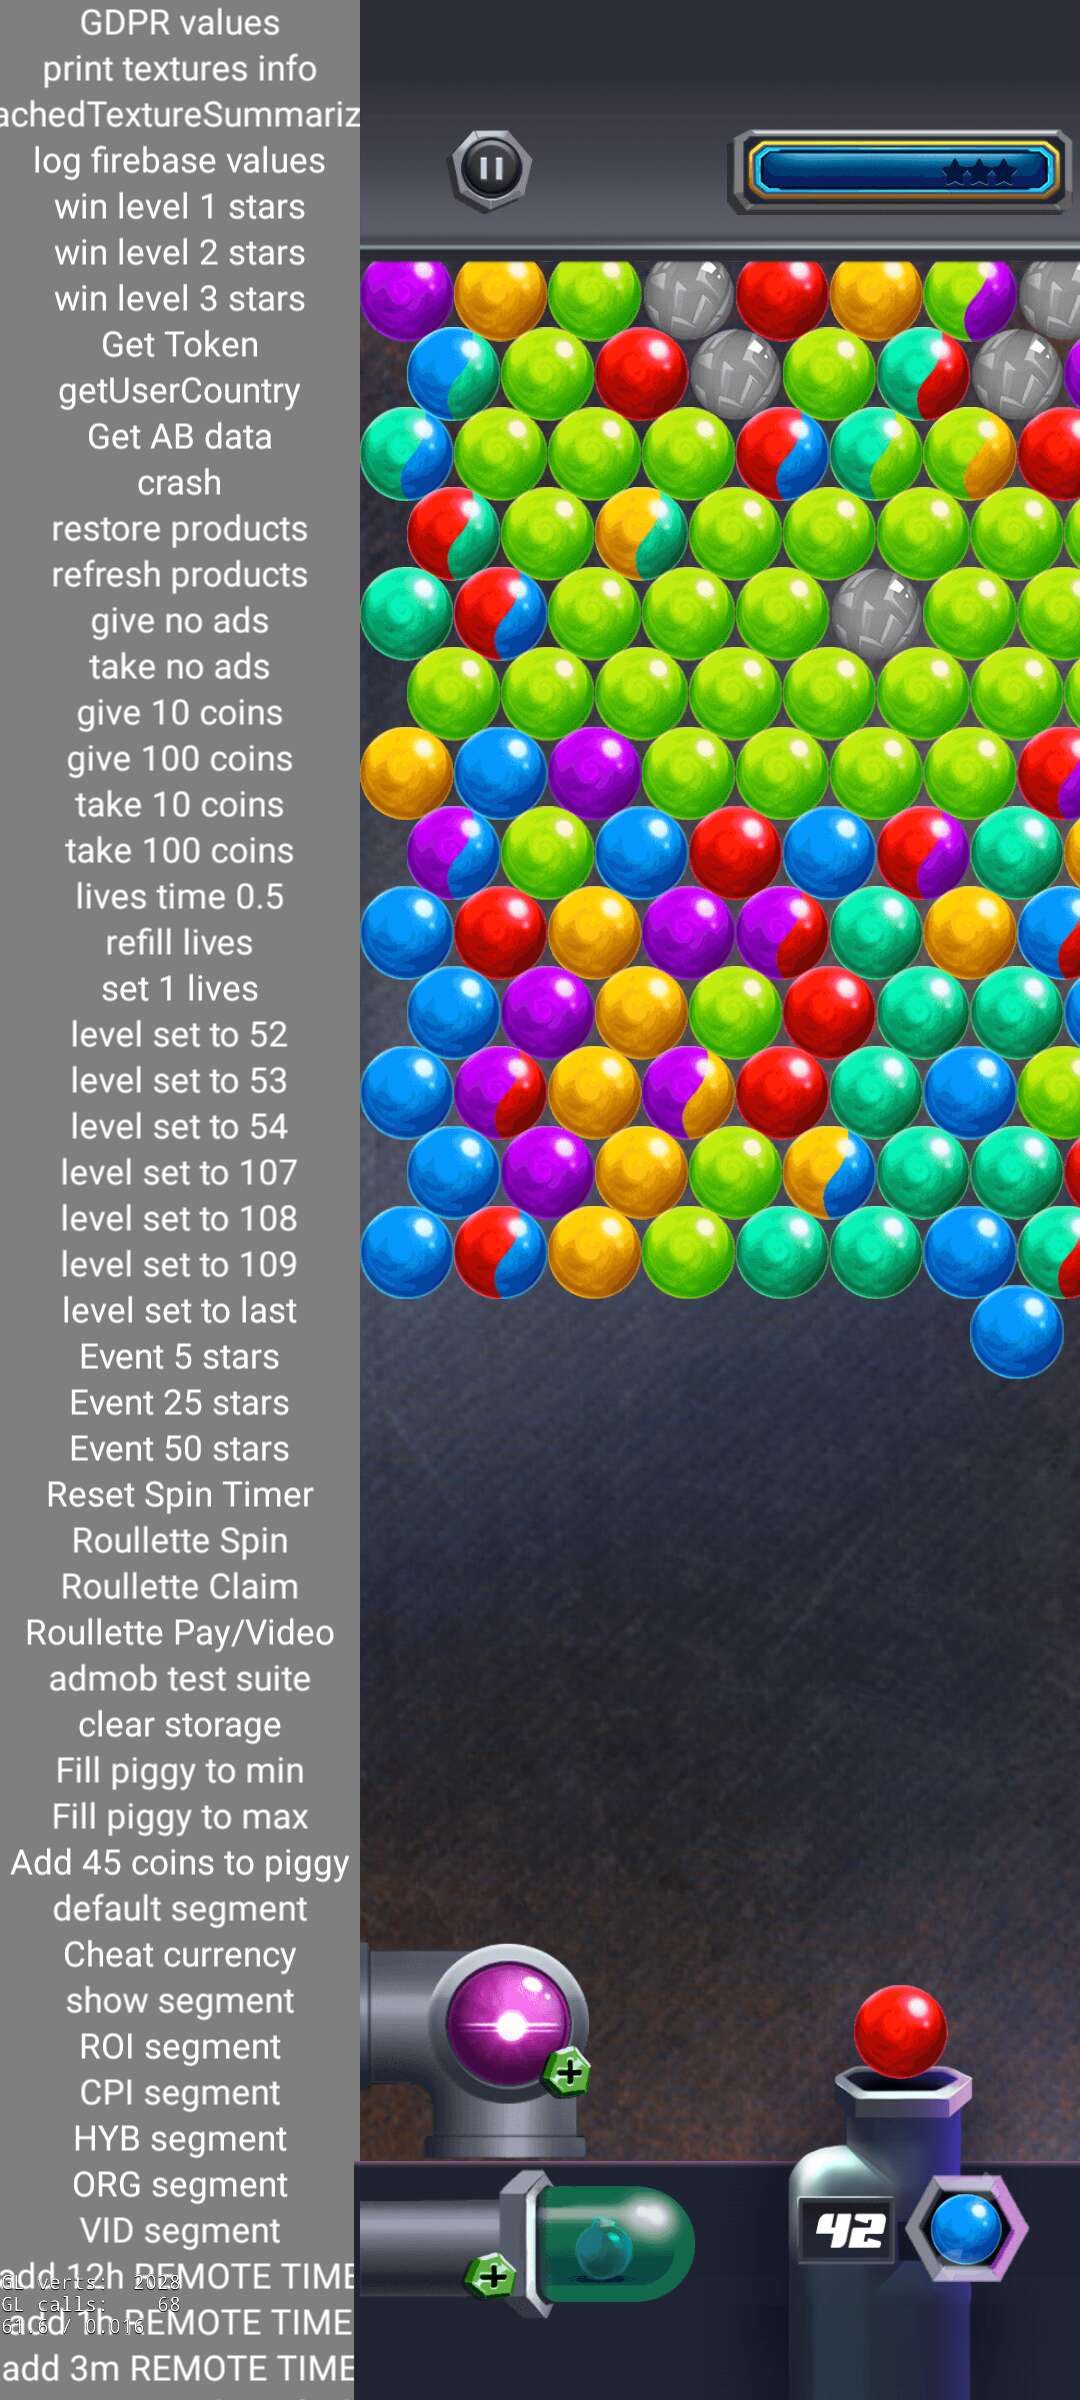 GDPR values
print textures info
achedTextureSummariz
log firebase values
win level 1 stars
win level 2 stars
win level 3 stars
Get Token
getUserCountry
Get AB data
crash
restore products
refresh products
give no ads
take no ads
give 10 coins
give 100 coins
take 10 coins
take 100 coins
lives time 0.5
refill lives
set 1 lives
level set to 52
level set to 53
level set to 54
level set to 107
level set to 108
level set to 109
level set to last
Event 5 stars
Event 25 stars
Event 50 stars
Reset Spin Timer
Roullette Spin
Roullette Claim
Roullette Pay/Video
admob test suite
clear storage
Fill piggy to min
Fill piggy to max
Add 45 coins to piggy
default segment
Cheat currency
show segment
ROI segment
CPI segment
HYB segment
ORG segment
VID segment
42
add 12h REMOTE TIME
GL verts: 2028
GL calls: 68
add 1h REMOTE TIME
add 3m REMOTE TIME